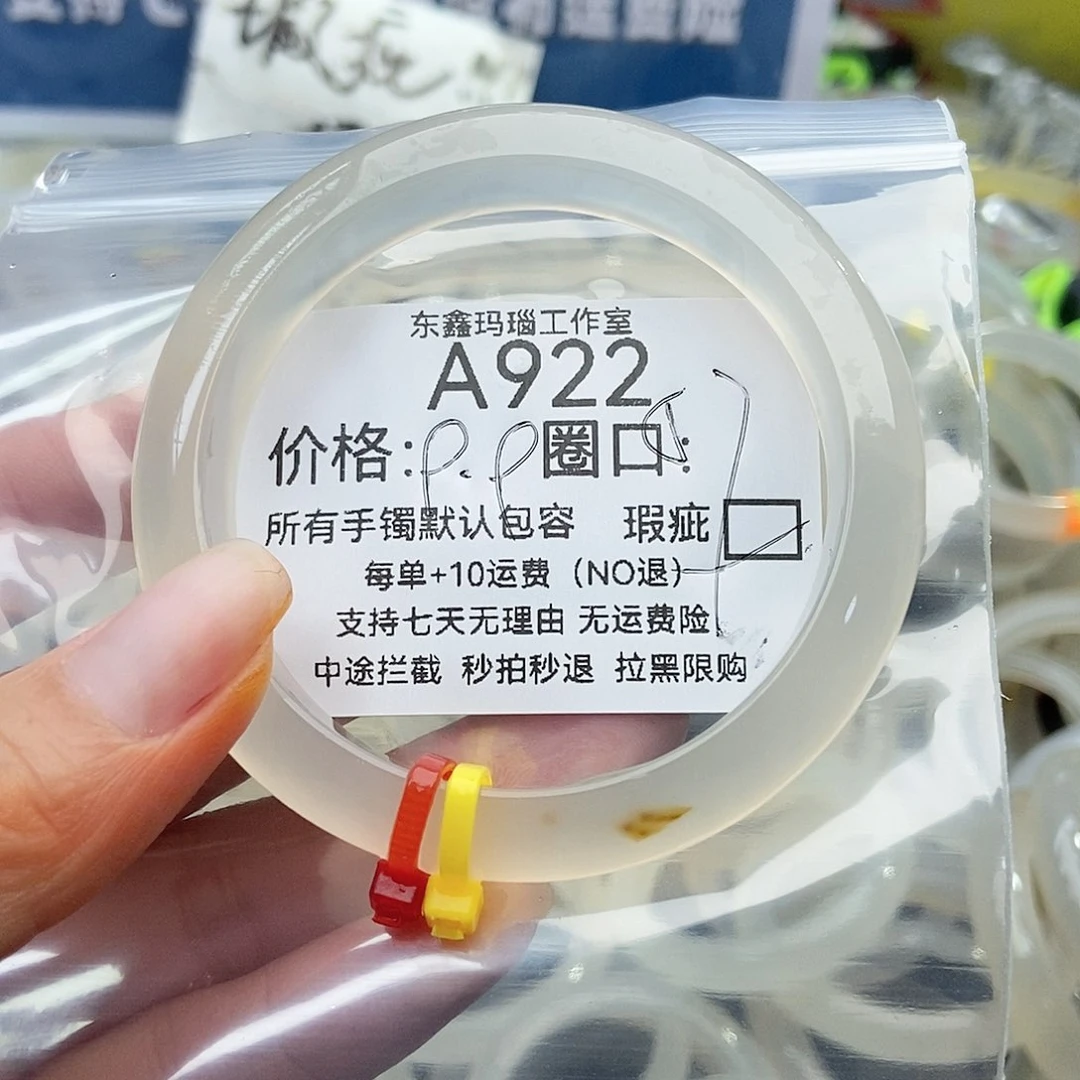 瑕疵
东鑫玛瑙工作室
A922
价格: 圈口:
所有手镯默认包容 瑕疵
每单+10运费（NO退）
支持七天无理由 无运费险
中途拦截 秒拍秒退 拉黑限购